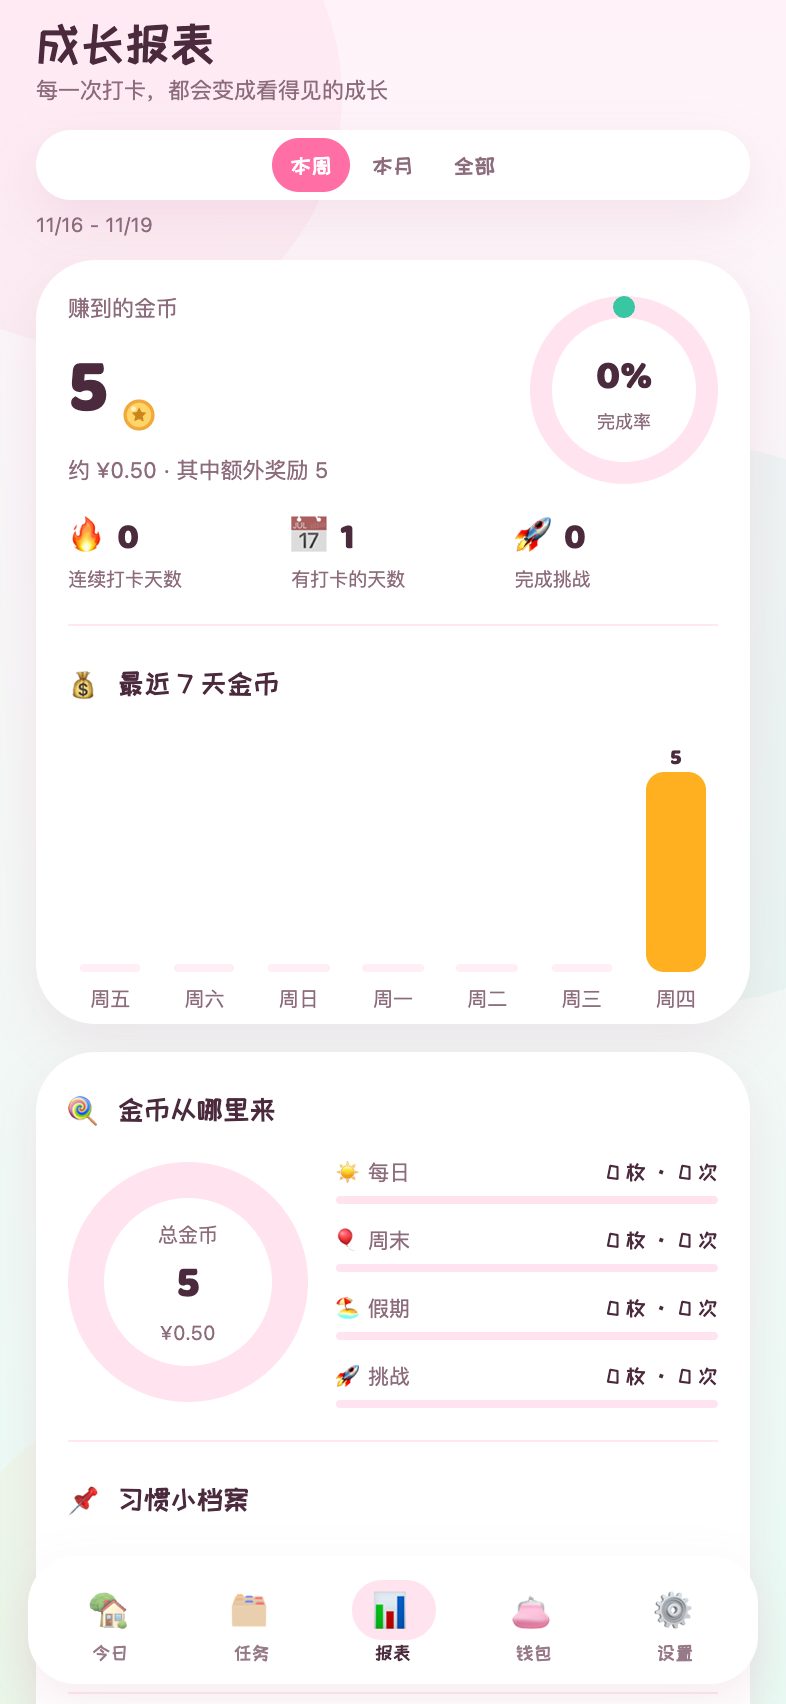 成长报表
每一次打卡，都会变成看得见的成长
本周 本月 全部
11/16 - 11/19
赚到的金币
5
0%
完成率
约 ¥0.50 · 其中额外奖励 5
0
JUL 17 1
0
连续打卡天数
有打卡的天数
完成挑战
最近 7 天金币
5
周五 周六 周日 周一 周二 周三 周四
金币从哪里来
总金币
5
¥0.50
每日 0 枚 · 0 次
周末 0 枚 · 0 次
假期 0 枚 · 0 次
挑战 0 枚 · 0 次
习惯小档案
今日 任务 报表 钱包 设置